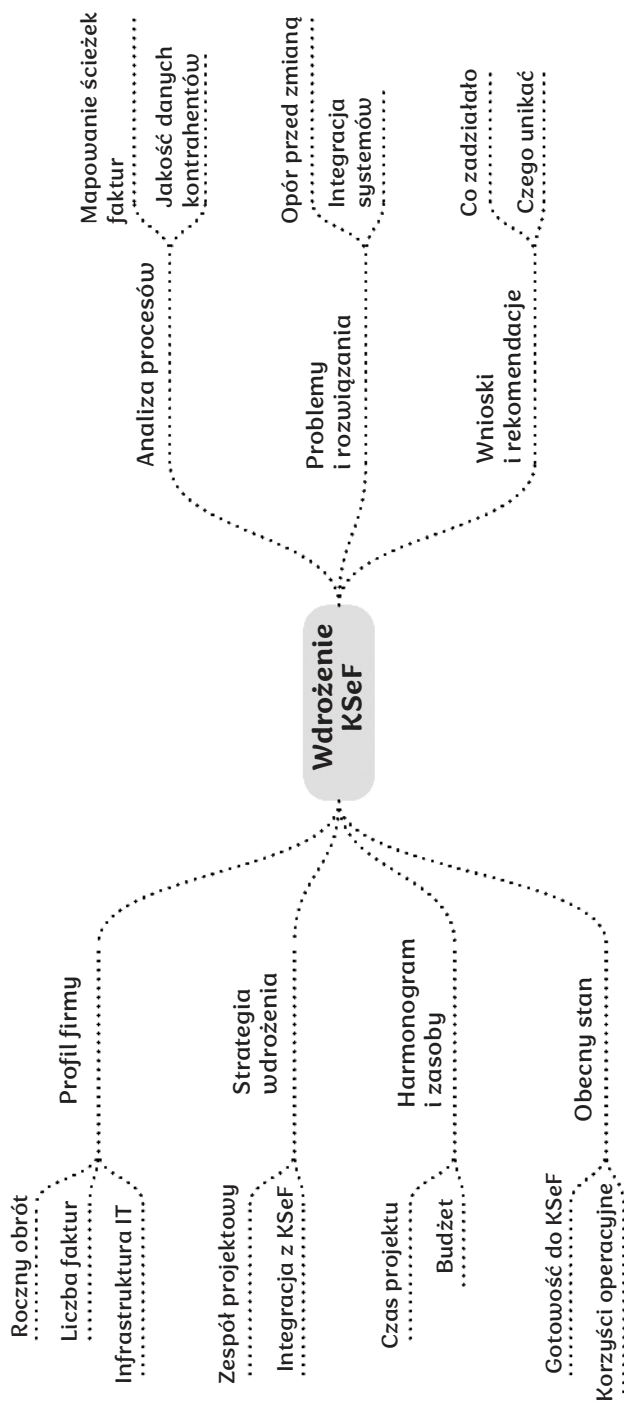 Roczny obrót
Liczba faktur
Infrastruktura IT
Profil firmy
Zespół projektowy
Integracja z KSeF
Strategia
wdrożenia
Czas projektu
Budżet
Harmonogram
i zasoby
Gotowość do KSeF
Korzyści operacyjne
Obecny stan
Wdrożenie
KSeF
Analiza procesów
Mapowanie ścieżek
faktur
Jakość danych
kontrahentów
Problemy
i rozwiązania
Opór przed zmianą
Integracja
systemów
Wnioski
i rekomendacje
Co zadziałało
Czego unikać